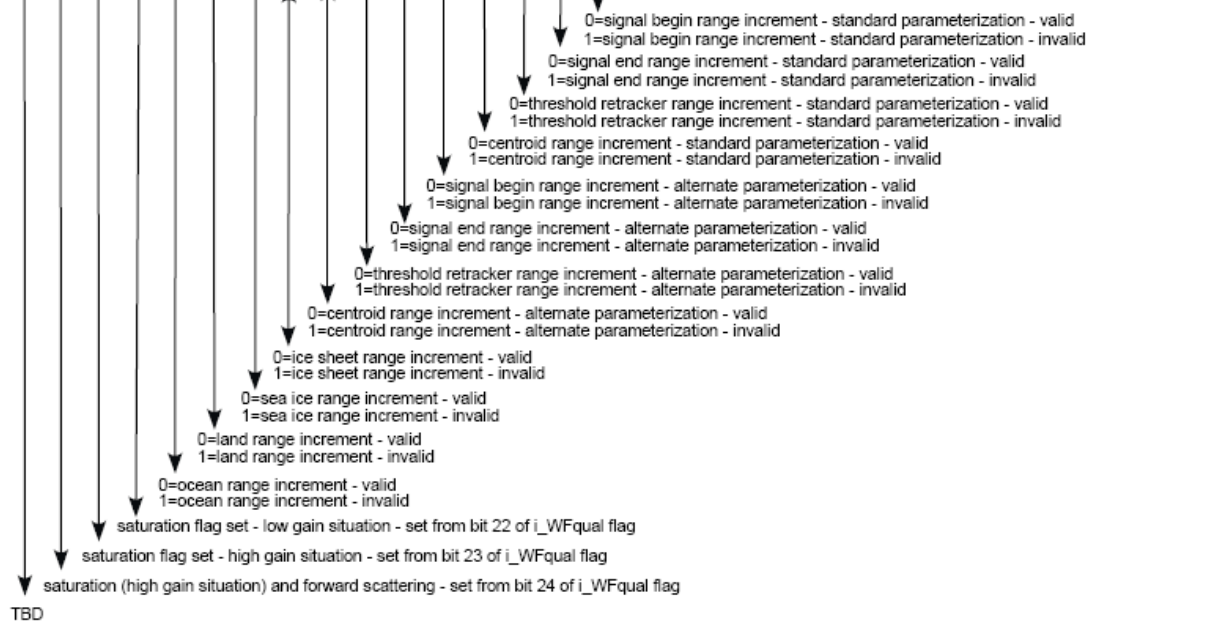 0=signal begin range increment - standard parameterization - valid
1=signal begin range increment - standard parameterization - invalid
0=signal end range increment - standard parameterization - valid
1=signal end range increment - standard parameterization - invalid
0=threshold retracker range increment - standard parameterization - valid
1=threshold retracker range increment - standard parameterization - invalid
0=centroid range increment - standard parameterization - valid
1=centroid range increment - standard parameterization - invalid
0=signal begin range increment - alternate parameterization - valid
1=signal begin range increment - alternate parameterization - invalid
0=signal end range increment - alternate parameterization - valid
1=signal end range increment - alternate parameterization - invalid
0=threshold retracker range increment - alternate parameterization - valid
1=threshold retracker range increment - alternate parameterization - invalid
0=centroid range increment - alternate parameterization - valid
1=centroid range increment - alternate parameterization - invalid
0=ice sheet range increment - valid
1=ice sheet range increment - invalid
0=sea ice range increment - valid
1=sea ice range increment - invalid
0=land range increment - valid
1=land range increment - invalid
0=ocean range increment - valid
1=ocean range increment - invalid
saturation flag set - low gain situation - set from bit 22 of i_WFqual flag
saturation flag set - high gain situation - set from bit 23 of i_WFqual flag
saturation (high gain situation) and forward scattering - set from bit 24 of i_WFqual flag
TBD